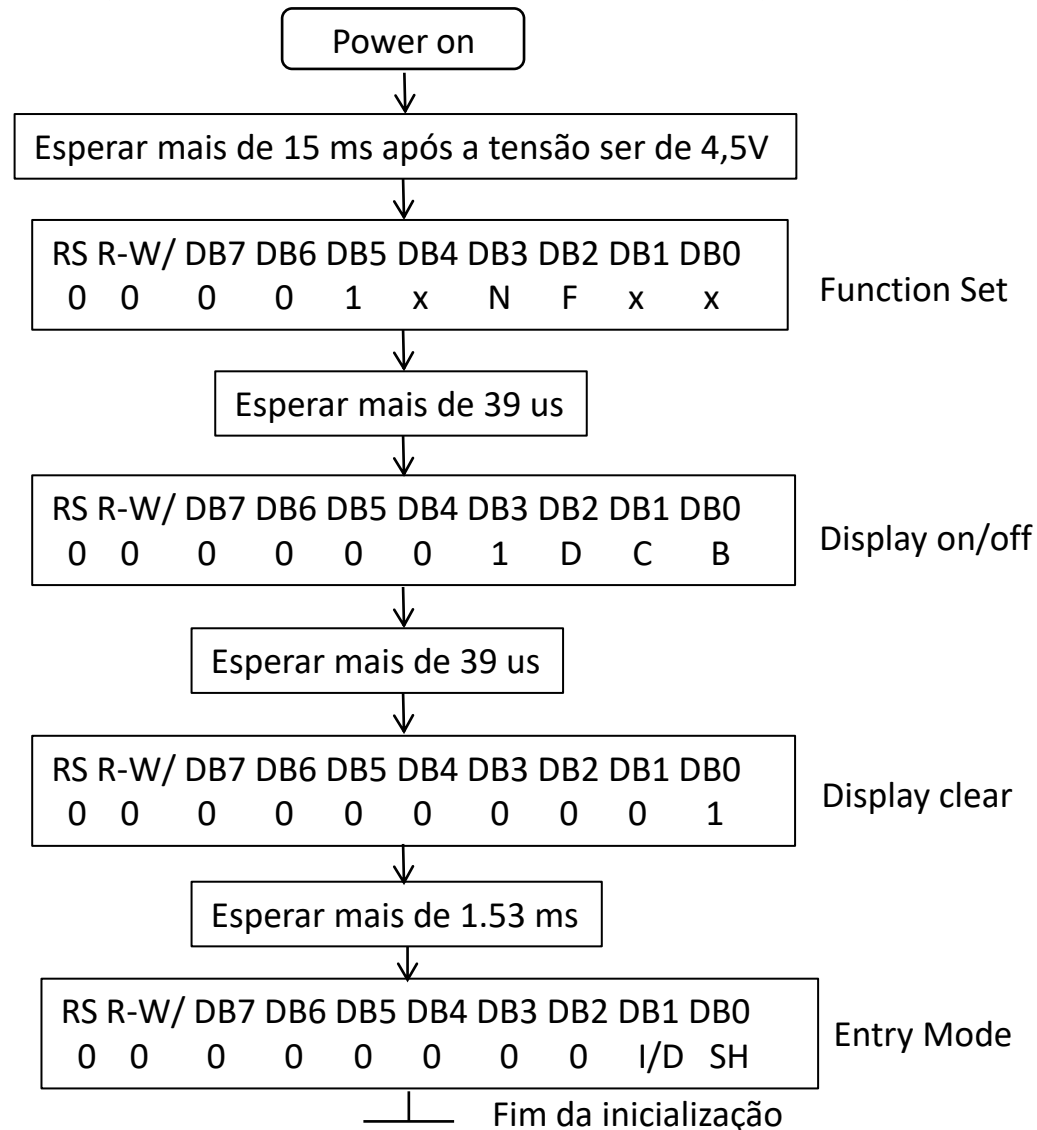 Power on
Esperar mais de 15 ms após a tensão ser de 4,5V
RS R-W/ DB7 DB6 DB5 DB4 DB3 DB2 DB1 DB0
0 0 0 0 1 x N F x x
Function Set
Esperar mais de 39 us
RS R-W/ DB7 DB6 DB5 DB4 DB3 DB2 DB1 DB0
0 0 0 0 0 0 1 D C B
Display on/off
Esperar mais de 39 us
RS R-W/ DB7 DB6 DB5 DB4 DB3 DB2 DB1 DB0
0 0 0 0 0 0 0 0 0 1
Display clear
Esperar mais de 1.53 ms
RS R-W/ DB7 DB6 DB5 DB4 DB3 DB2 DB1 DB0
0 0 0 0 0 0 0 0 I/D SH
Entry Mode
Fim da inicialização